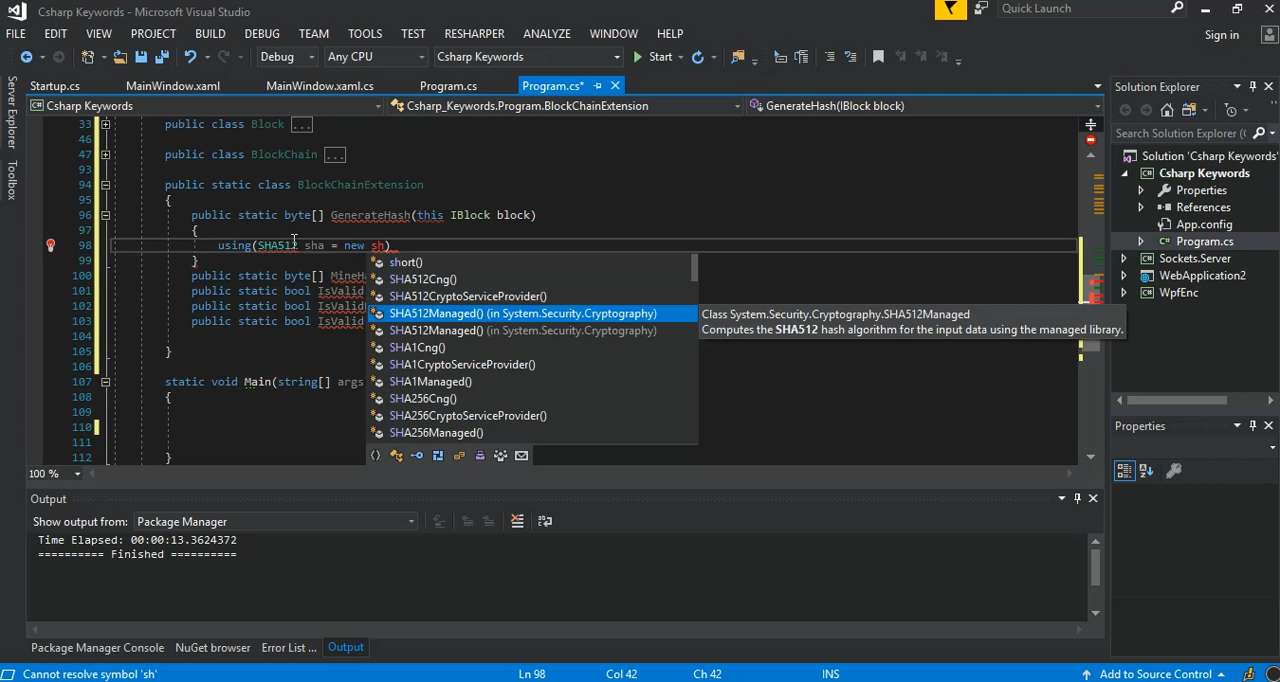 Csharp Keywords - Microsoft Visual Studio
Quick Launch
FILE EDIT VIEW PROJECT BUILD DEBUG TEAM TOOLS TEST RESHARPER ANALYZE WINDOW HELP
Sign in
Debug Any CPU Csharp Keywords Start
Startup.cs MainWindow.xaml MainWindow.xaml.cs Program.cs Program.cs*
Csharp Keywords Csharp_Keywords.Program.BlockChainExtension GenerateHash(IBlock block)
Server Explorer
Toolbox
33 public class Block ...
46
47 public class BlockChain ...
93
94 public static class BlockChainExtension
95 {
96 public static byte[] GenerateHash(this IBlock block)
97 {
98 using(SHA512 sha = new sh)
99 }
100 public static byte[] MineHa
101 public static bool IsValid
102 public static bool IsValid
103 public static bool IsValid
104
105 }
106
107 static void Main(string[] args
108 {
109
110
111
112 }
short()
SHA512Cng()
SHA512CryptoServiceProvider()
SHA512Managed() (in System.Security.Cryptography)
SHA512Managed() (in System.Security.Cryptography)
SHA1Cng()
SHA1CryptoServiceProvider()
SHA1Managed()
SHA256Cng()
SHA256CryptoServiceProvider()
SHA256Managed()
Class System.Security.Cryptography.SHA512Managed
Computes the SHA512 hash algorithm for the input data using the managed library.
100 %
Solution Explorer
Search Solution Explorer (
Solution 'Csharp Keywords'
Csharp Keywords
Properties
References
App.config
Program.cs
Sockets.Server
WebApplication2
WpfEnc
Properties
Output
Show output from: Package Manager
Time Elapsed: 00:00:13.3624372
========== Finished ==========
Package Manager Console NuGet browser Error List ... Output
Cannot resolve symbol 'sh' Ln 98 Col 42 Ch 42 INS Add to Source Control